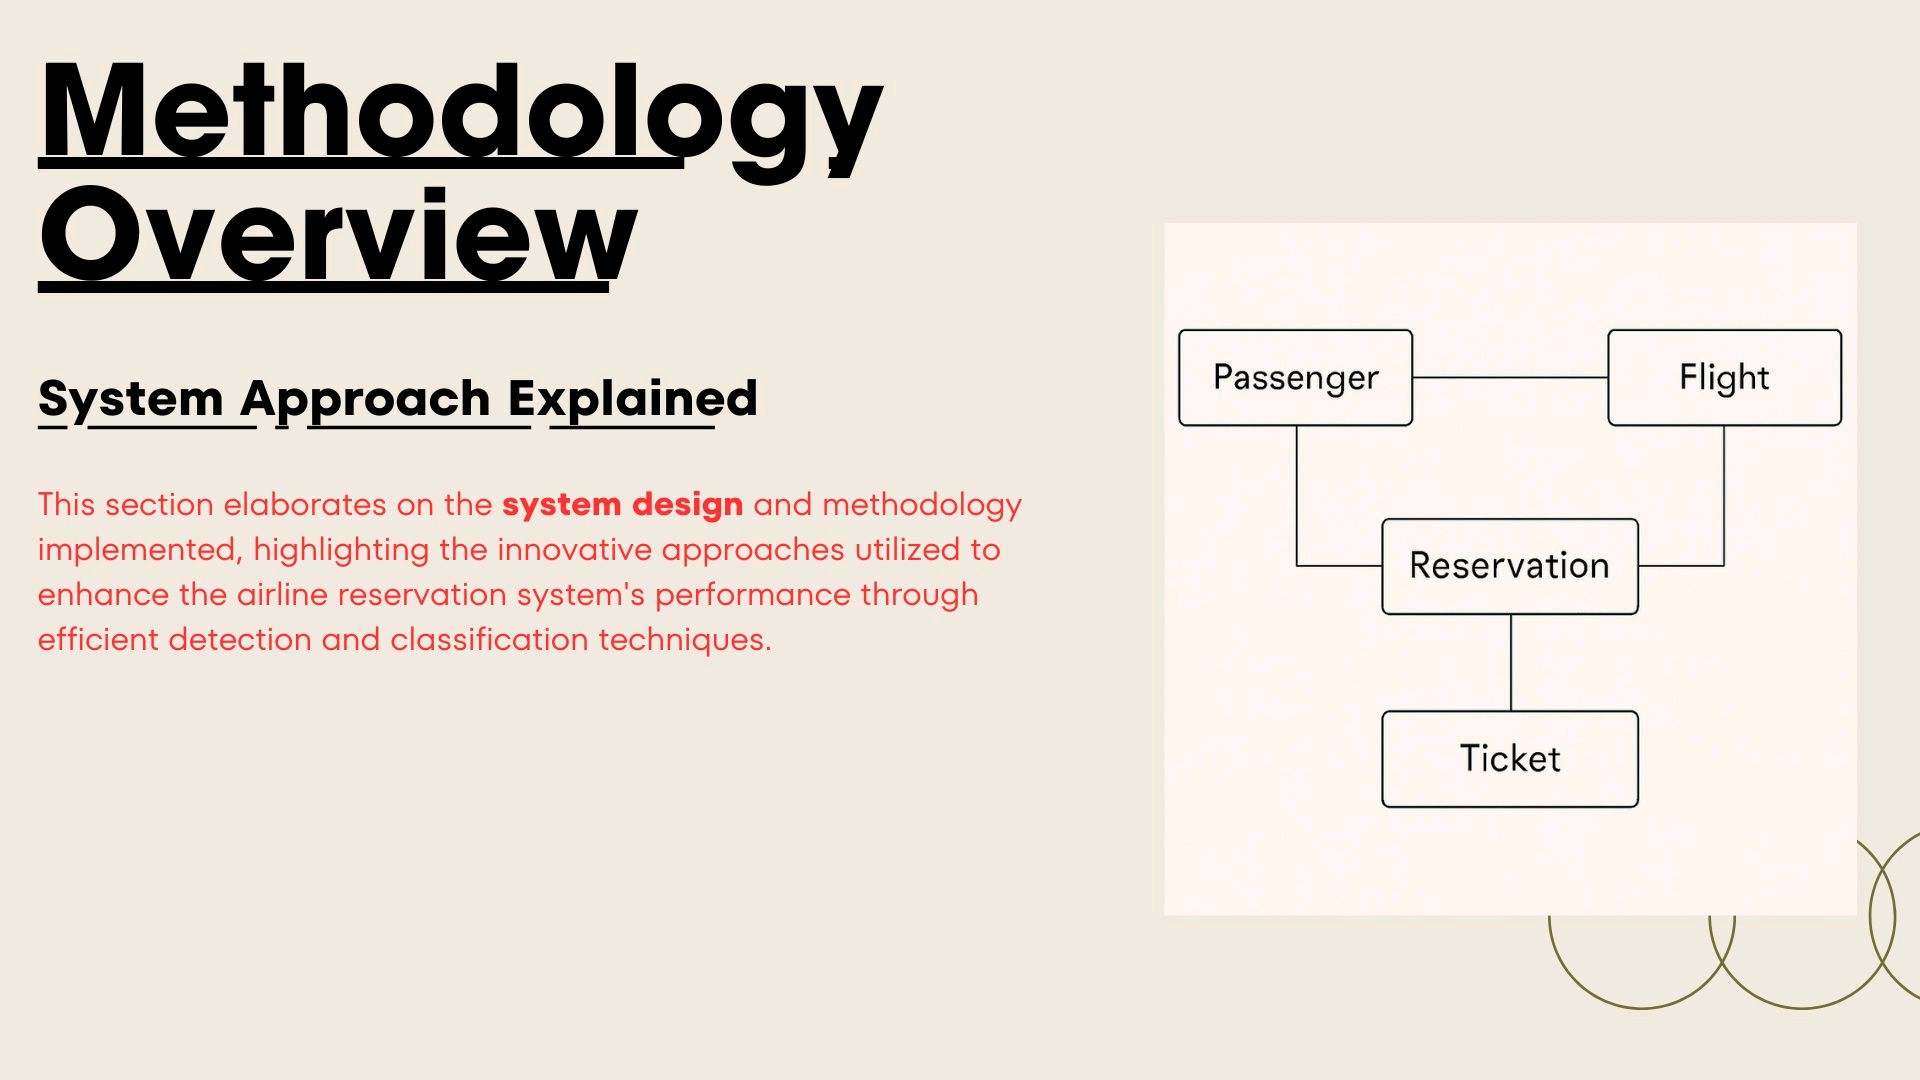 Methodology
Overview
System Approach Explained
This section elaborates on the system design and methodology
implemented, highlighting the innovative approaches utilized to
enhance the airline reservation system's performance through
efficient detection and classification techniques.
Passenger
Flight
Reservation
Ticket